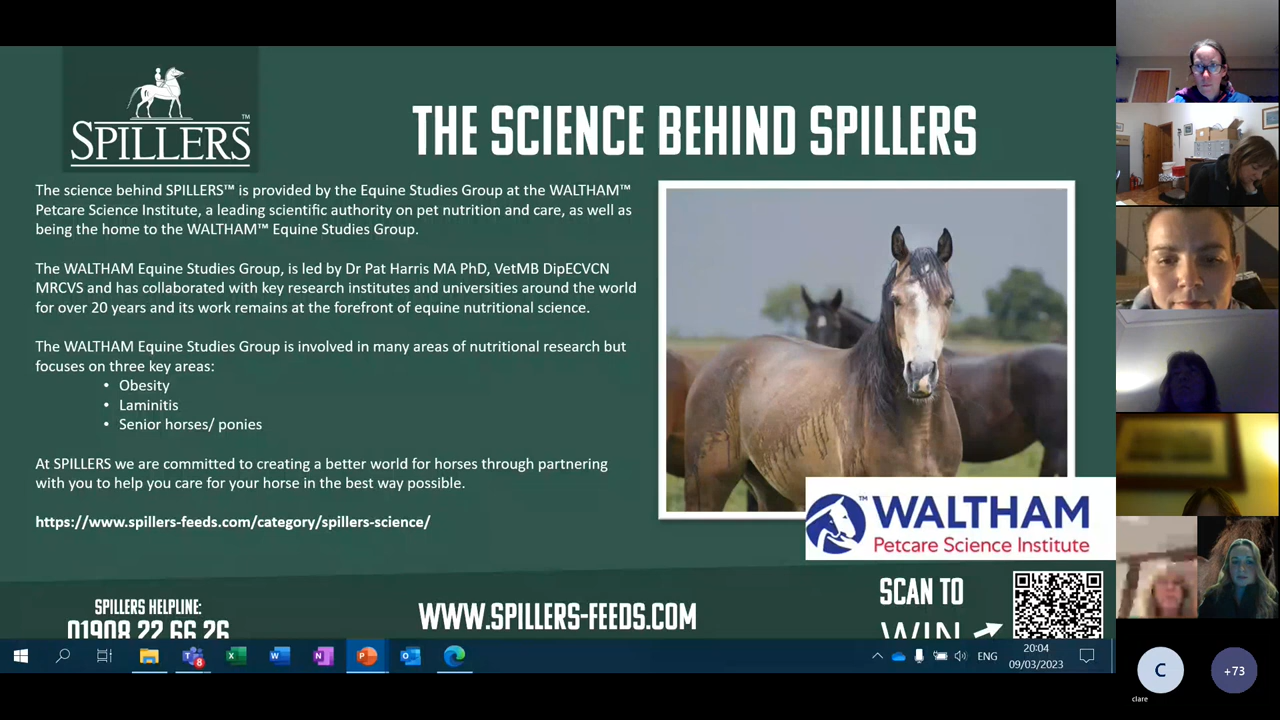 SPILLERS™
THE SCIENCE BEHIND SPILLERS
The science behind SPILLERS™ is provided by the Equine Studies Group at the WALTHAM™
Petcare Science Institute, a leading scientific authority on pet nutrition and care, as well as
being the home to the WALTHAM™ Equine Studies Group.
The WALTHAM Equine Studies Group, is led by Dr Pat Harris MA PhD, VetMB DipECVCN
MRCVS and has collaborated with key research institutes and universities around the world
for over 20 years and its work remains at the forefront of equine nutritional science.
The WALTHAM Equine Studies Group is involved in many areas of nutritional research but
focuses on three key areas:
• Obesity
• Laminitis
• Senior horses/ ponies
At SPILLERS we are committed to creating a better world for horses through partnering
with you to help you care for your horse in the best way possible.
https://www.spillers-feeds.com/category/spillers-science/
™ WALTHAM
Petcare Science Institute
SPILLERS HELPLINE:
01908 22 66 26
WWW.SPILLERS-FEEDS.COM
SCAN TO
WIN
8
ENG
20:04
09/03/2023
C
clare
+73